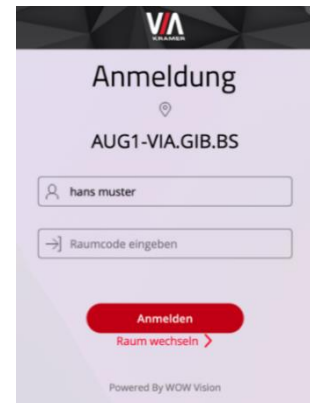 VIA
KRAMER
Anmeldung
AUG1-VIA.GIB.BS
hans muster
Raumcode eingeben
Anmelden
Raum wechseln
Powered By WOW Vision